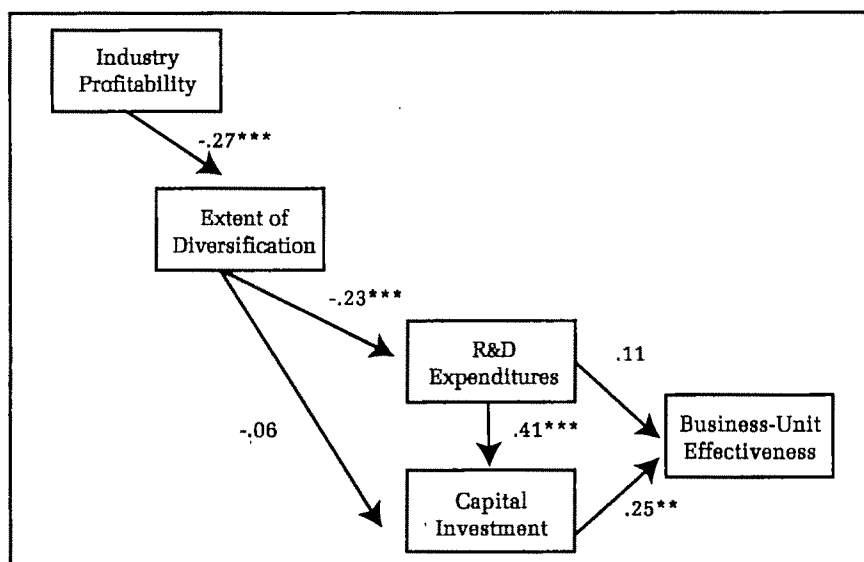 Industry
Profitability
-.27***
Extent of
Diversification
-.23***
R&D
Expenditures
.11
-.06
.41***
Business-Unit
Effectiveness
Capital
Investment
.25**